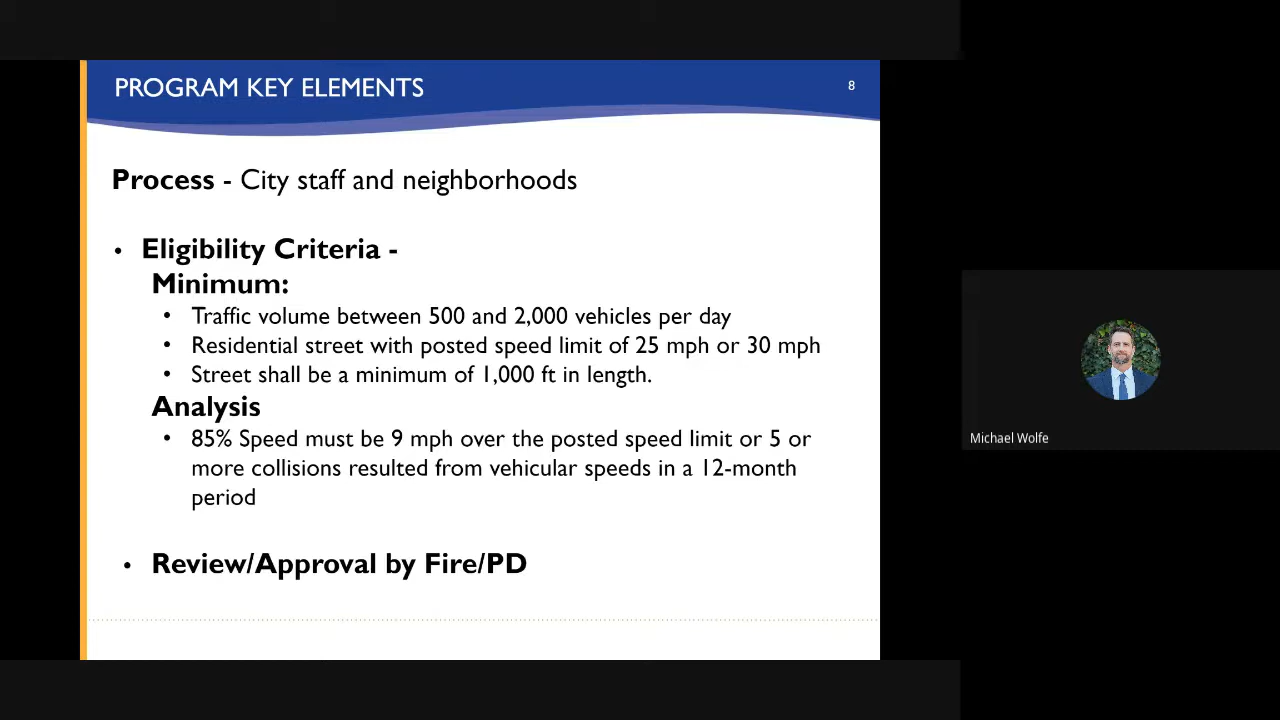 PROGRAM KEY ELEMENTS
8
Process - City staff and neighborhoods
• Eligibility Criteria -
Minimum:
• Traffic volume between 500 and 2,000 vehicles per day
• Residential street with posted speed limit of 25 mph or 30 mph
• Street shall be a minimum of 1,000 ft in length.
Analysis
• 85% Speed must be 9 mph over the posted speed limit or 5 or
more collisions resulted from vehicular speeds in a 12-month
period
• Review/Approval by Fire/PD
Michael Wolfe